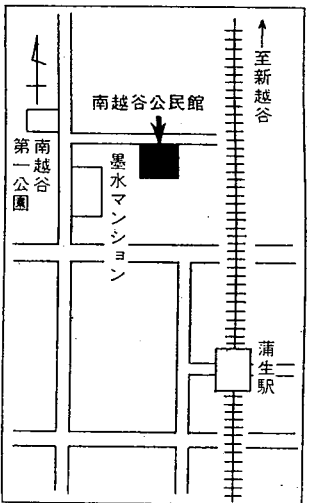 至新越谷
南越谷公民館
南越谷
第一公園
墨水マンション
蒲生駅